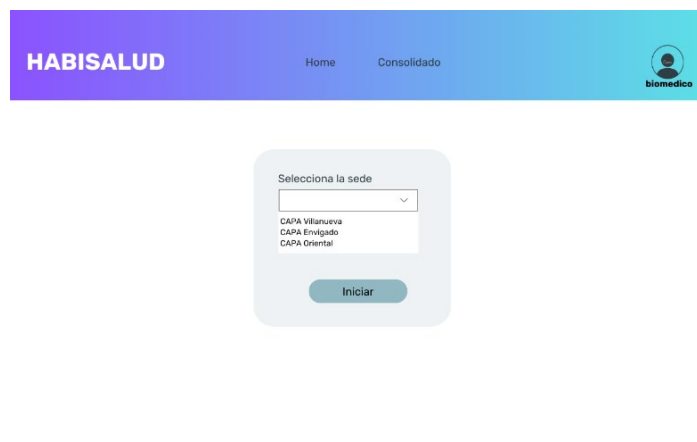 HABISALUD
Home
Consolidado
biomedico
Selecciona la sede
CAPA Villanueva
CAPA Envigado
CAPA Oriental
Iniciar